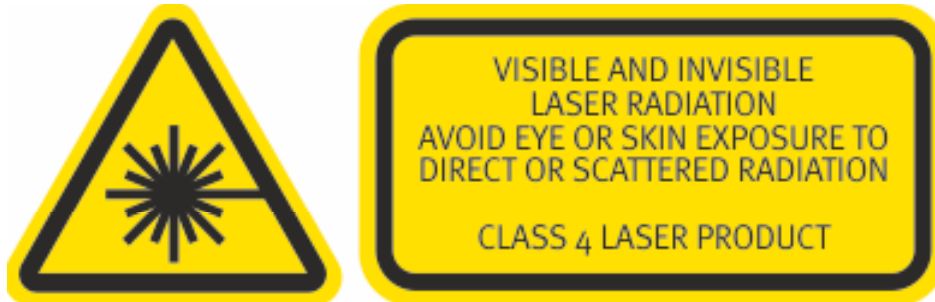 VISIBLE AND INVISIBLE
LASER RADIATION
AVOID EYE OR SKIN EXPOSURE TO
DIRECT OR SCATTERED RADIATION
CLASS 4 LASER PRODUCT